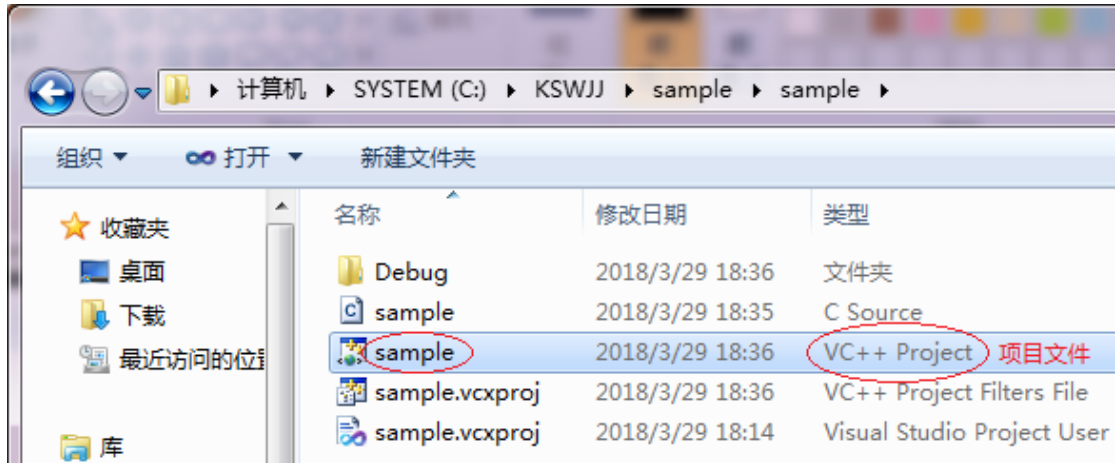 计算机 ▸ SYSTEM (C:) ▸ KSWJJ ▸ sample ▸ sample ▸
组织 打开 新建文件夹
名称 修改日期 类型
收藏夹
桌面
下载
最近访问的位
库
Debug 2018/3/29 18:36 文件夹
sample 2018/3/29 18:35 C Source
sample 2018/3/29 18:36 VC++ Project 项目文件
sample.vcxproj 2018/3/29 18:36 VC++ Project Filters File
sample.vcxproj 2018/3/29 18:14 Visual Studio Project User